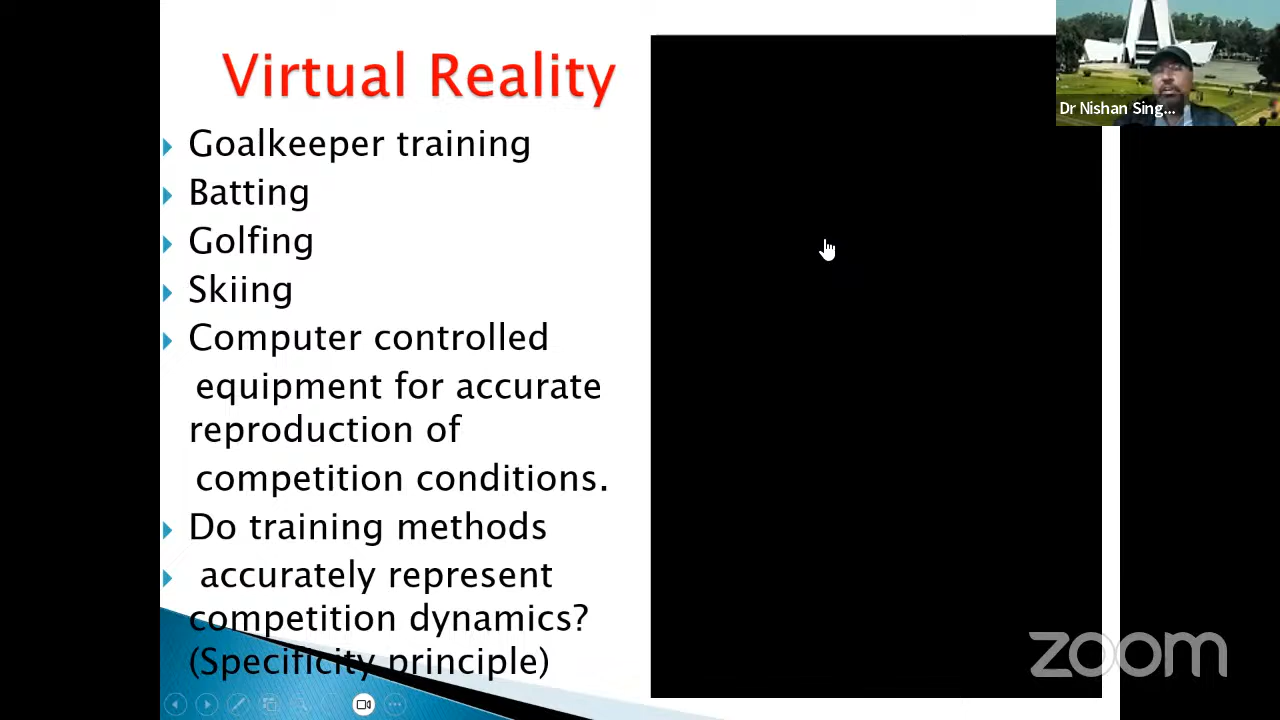 Virtual Reality
Goalkeeper training
Batting
Golfing
Skiing
Computer controlled
equipment for accurate
reproduction of
competition conditions.
Do training methods
accurately represent
competition dynamics?
(Specificity principle)
Dr Nishan Sing...
zoom